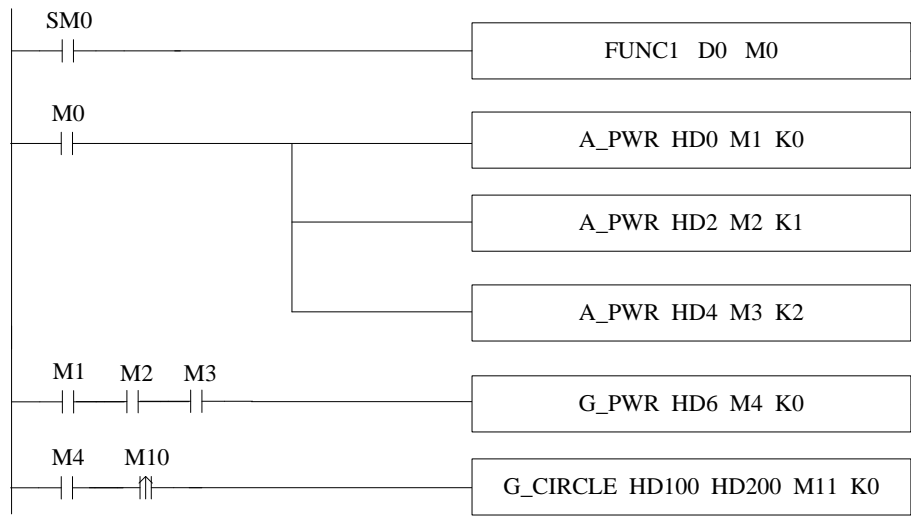 SM0
FUNC1 D0 M0
M0
A_PWR HD0 M1 K0
A_PWR HD2 M2 K1
A_PWR HD4 M3 K2
M1 M2 M3
G_PWR HD6 M4 K0
M4 M10
G_CIRCLE HD100 HD200 M11 K0